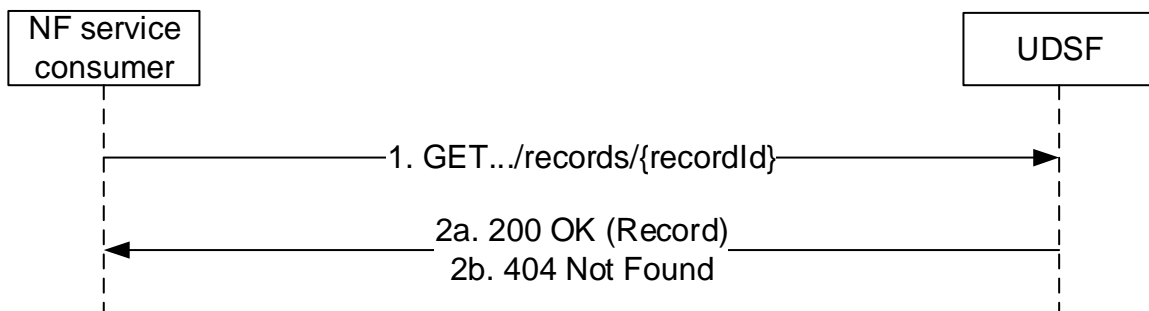 NF service
consumer
UDSF
1. GET.../records/{recordId}
2a. 200 OK (Record)
2b. 404 Not Found